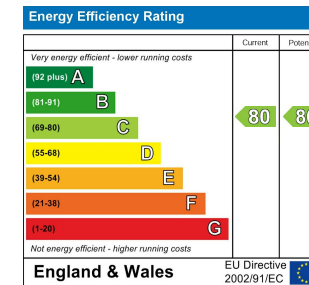 Energy Efficiency Rating
Current
Very energy efficient - lower running costs
(92 plus) A
(81-91) B
(69-80) C
80
(55-68) D
(39-54) E
(21-38) F
(1-20) G
Not energy efficient - higher running costs
England & Wales
EU Directive
2002/91/EC